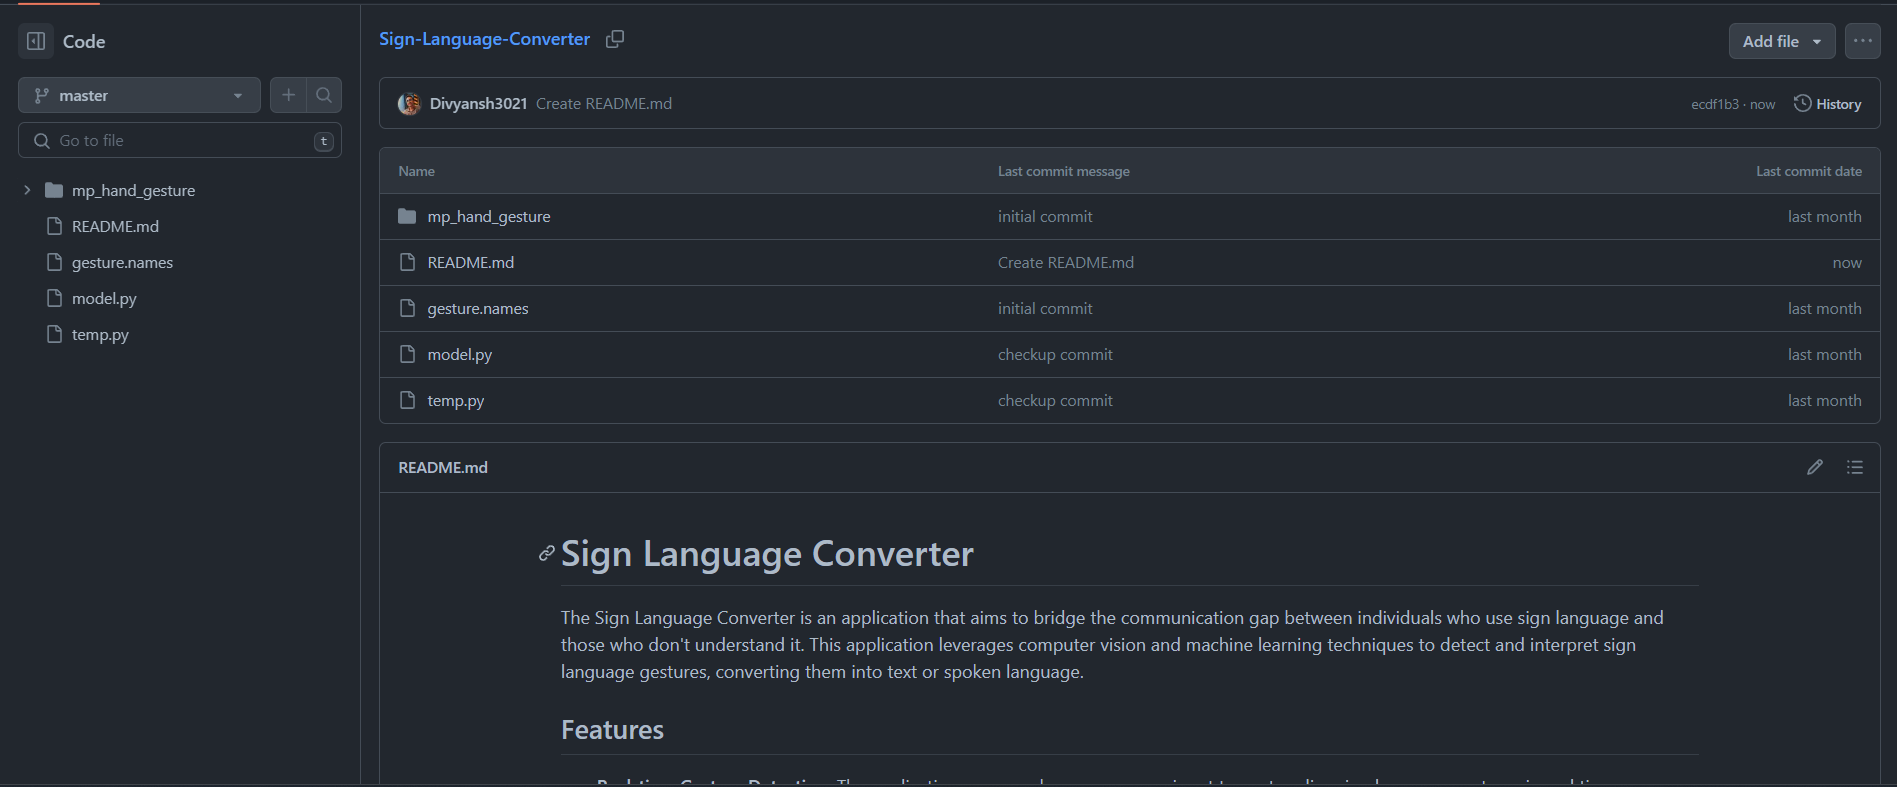 Code
master
Go to file
t
mp_hand_gesture
README.md
gesture.names
model.py
temp.py
Sign-Language-Converter
Add file
Divyansh3021 Create README.md
ecdf1b3 · now
History
Name Last commit message Last commit date
mp_hand_gesture initial commit last month
README.md Create README.md now
gesture.names initial commit last month
model.py checkup commit last month
temp.py checkup commit last month
README.md
Sign Language Converter
The Sign Language Converter is an application that aims to bridge the communication gap between individuals who use sign language and
those who don't understand it. This application leverages computer vision and machine learning techniques to detect and interpret sign
language gestures, converting them into text or spoken language.
Features